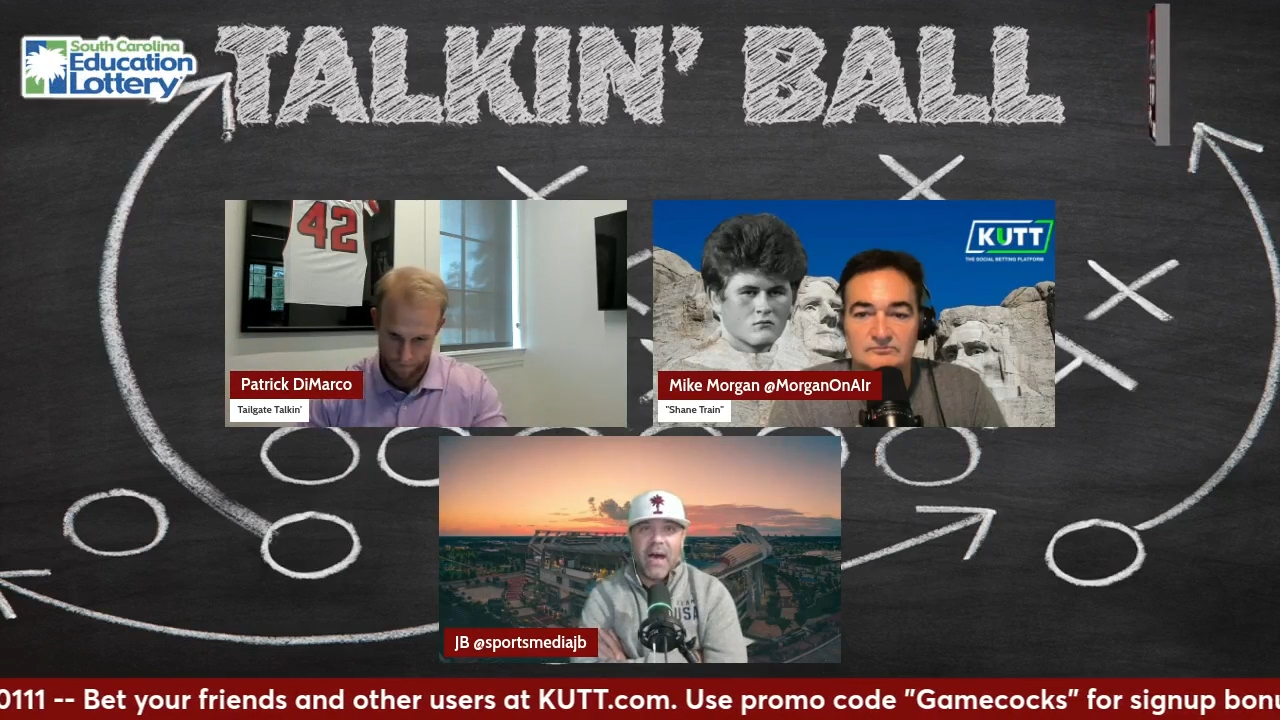 South Carolina
Education
Lottery
TALKIN' BALL
42
Patrick DiMarco
Tailgate Talkin'
KUTT
THE SOCIAL BETTING PLATFORM
Mike Morgan @MorganOnAIr
"Shane Train"
USA
JB @sportsmediajb
0111 -- Bet your friends and other users at KUTT.com. Use promo code "Gamecocks" for signup bonu